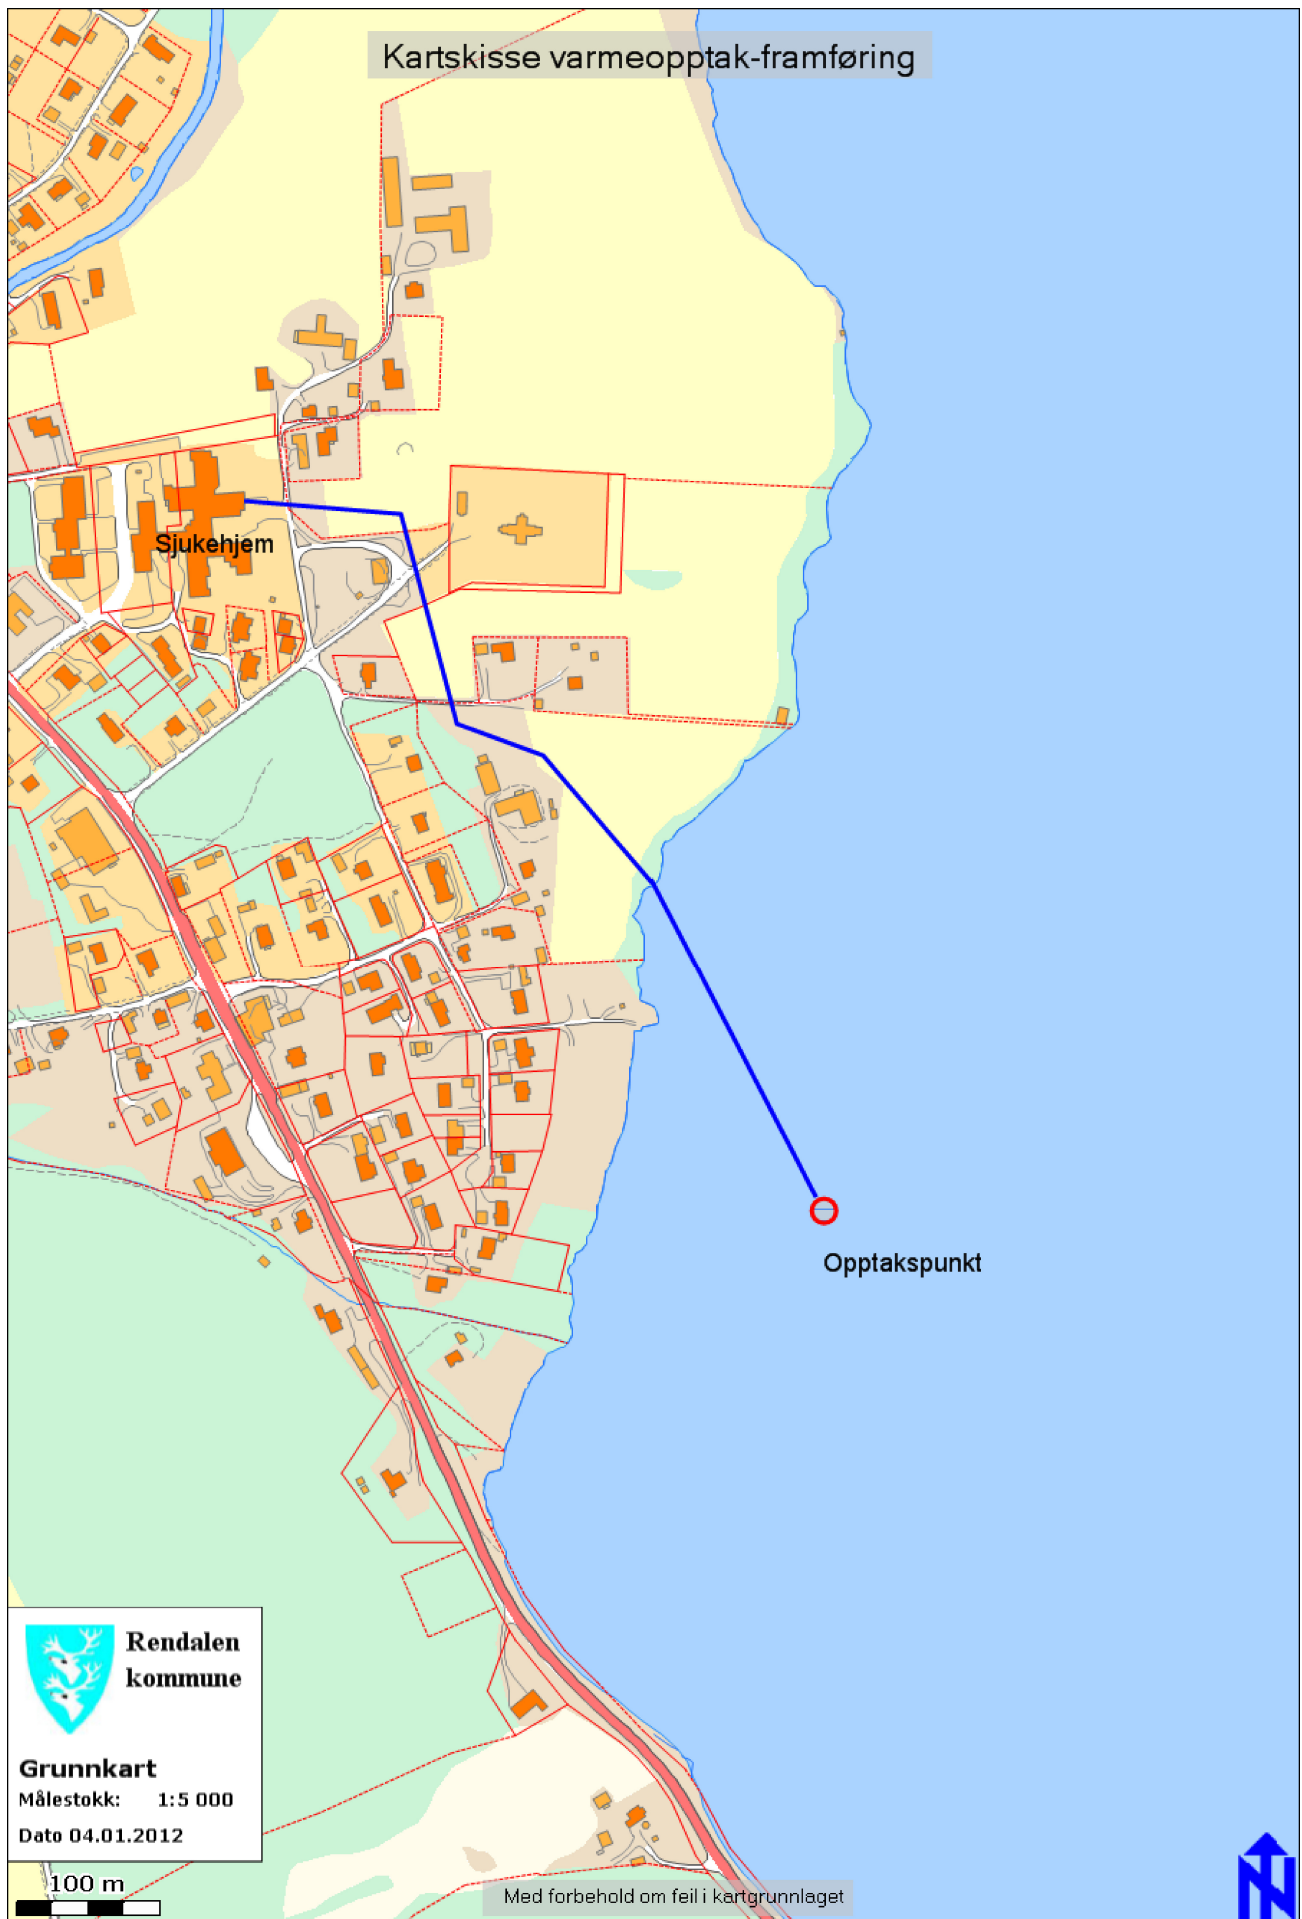 Kartskisse varmeopptak-framføring
Sjukehjem
Opptakspunkt
Rendalen
kommune
Grunnkart
Målestokk: 1:5 000
Dato 04.01.2012
100 m
Med forbehold om feil i kartgrunnlaget
N